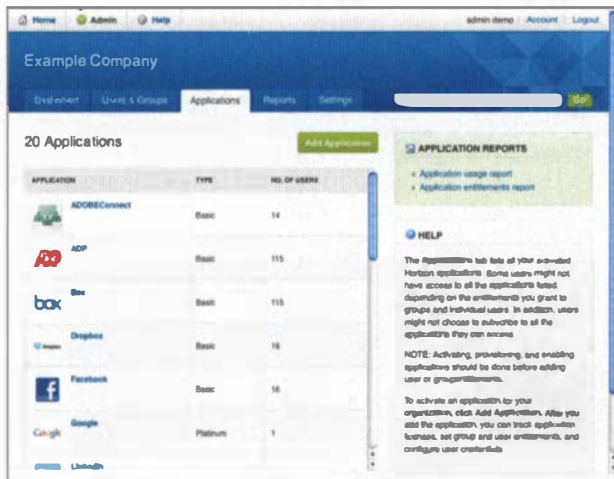 Home Admin Help admin demo Account Logout
Example Company
Dashboard Users & Groups Applications Reports Settings Go
20 Applications Add Application
APPLICATION TYPE NO. OF USERS
ADOBEConnect Basic 14
ADP ADP Basic 115
box Box Basic 115
Dropbox Basic 16
f Facebook Basic 16
Google Google Platinum 1
LinkedIn
APPLICATION REPORTS
Application usage report
Application entitlements report
HELP
The Applications tab lists all your activated
Horizon applications. Some users might not
have access to all the applications listed,
depending on the entitlements you grant to
groups and individual users. In addition, users
might not choose to subscribe to all the
applications they can access.
NOTE: Activating, provisioning, and enabling
applications should be done before adding
user or group entitlements.
To activate an application for your
organization, click Add Application. After you
add the application, you can track application
licenses, set group and user entitlements, and
configure user credentials